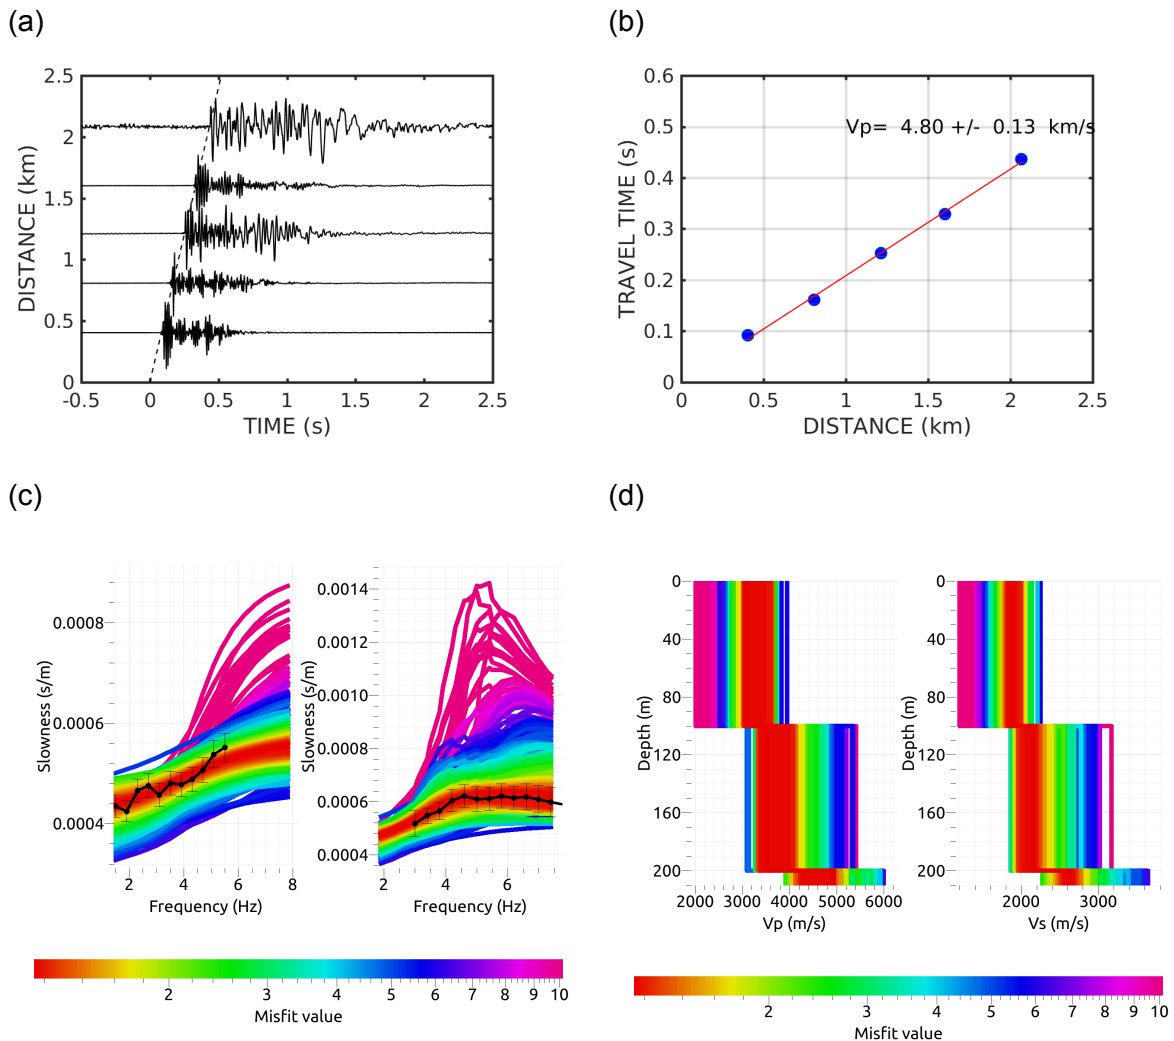 (a)
(b)
2.5
2
1.5
1
0.5
0
DISTANCE (km)
-0.5 0 0.5 1 1.5 2 2.5
TIME (s)
0.6
0.5
0.4
0.3
0.2
0.1
0
TRAVEL TIME (s)
Vp= 4.80 +/- 0.13 km/s
0 0.5 1 1.5 2 2.5
DISTANCE (km)
(c)
(d)
0.0008
0.0006
0.0004
Slowness (s/m)
2 4 6 8
Frequency (Hz)
0.0014
0.0012
0.0010
0.0008
0.0006
0.0004
Slowness (s/m)
2 4 6
Frequency (Hz)
2 3 4 5 6 7 8 9 10
Misfit value
0
40
80
120
160
200
Depth (m)
2000 3000 4000 5000 6000
Vp (m/s)
0
40
80
120
160
200
Depth (m)
2000 3000
Vs (m/s)
2 3 4 5 6 7 8 9 10
Misfit value